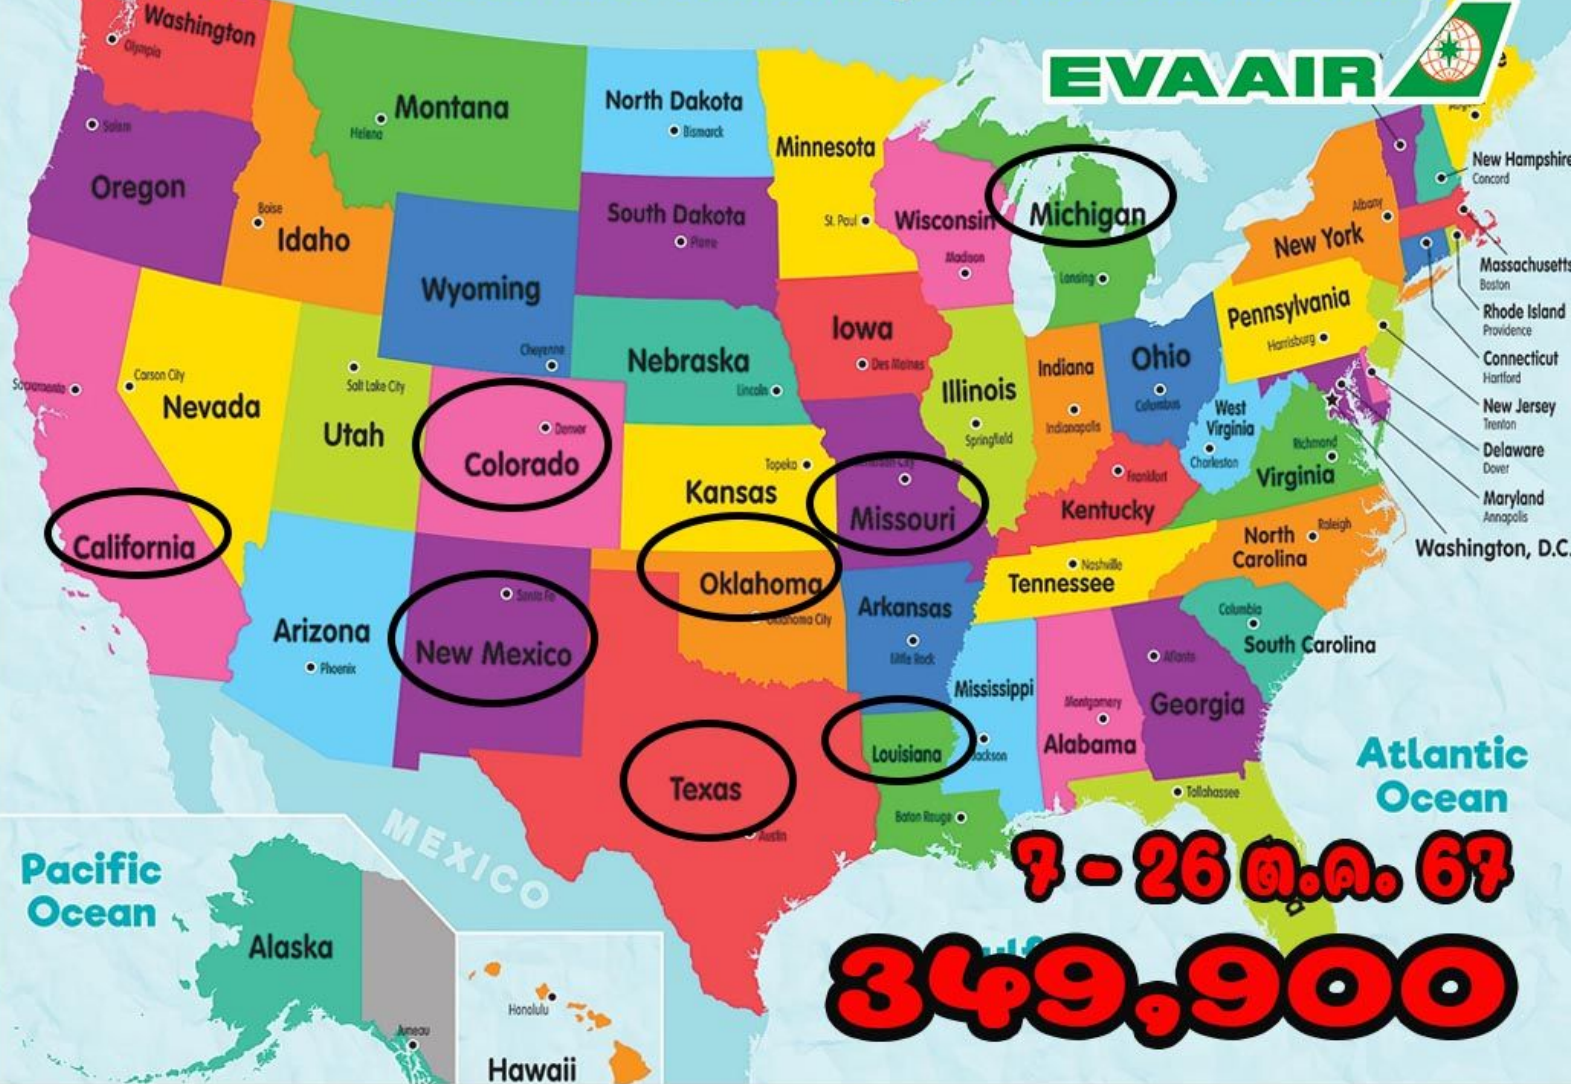 EVAAIR
Washington
Olympia
Montana
Helena
North Dakota
Bismarck
Minnesota
St. Paul
Salem
Oregon
Boise
Idaho
South Dakota
Pierre
Wisconsin
Madison
Michigan
Lansing
New Hampshire
Concord
Albany
New York
Massachusetts
Boston
Wyoming
Cheyenne
Iowa
Des Moines
Pennsylvania
Harrisburg
Rhode Island
Providence
Connecticut
Hartford
Nebraska
Lincoln
Illinois
Springfield
Indiana
Indianapolis
Ohio
Columbus
West
Virginia
Charleston
New Jersey
Trenton
Sacramento
Carson City
Nevada
Salt Lake City
Utah
Denver
Colorado
Topeka
Kansas
Missouri
Frankfort
Kentucky
Richmond
Virginia
Delaware
Dover
Maryland
Annapolis
Washington, D.C.
California
Oklahoma
Oklahoma City
Nashville
Tennessee
North
Carolina
Raleigh
Arizona
Phoenix
Santa Fe
New Mexico
Arkansas
Little Rock
Columbia
South Carolina
Mississippi
Jackson
Montgomery
Alabama
Atlanta
Georgia
Texas
Austin
Louisiana
Baton Rouge
Tallahassee
Atlantic
Ocean
MEXICO
Pacific
Ocean
Alaska
Juneau
Honolulu
Hawaii
7 - 26 ต.ค. 67
349,900